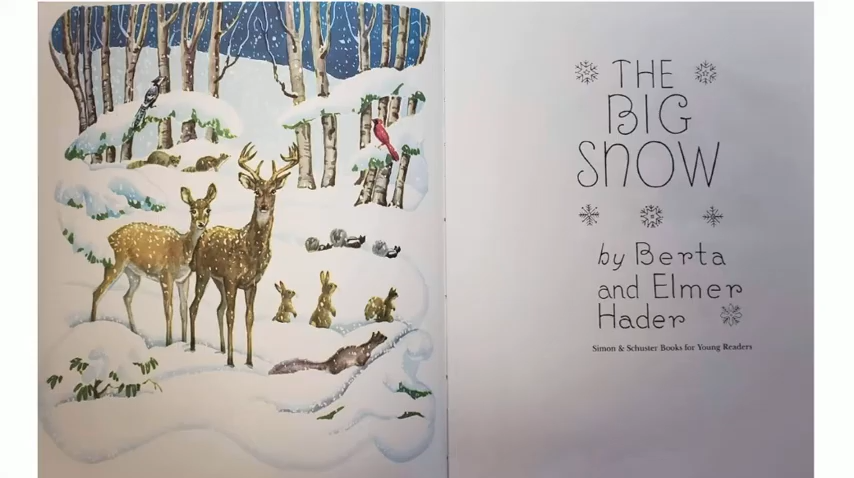 THE
BIG
SNOW
by Berta
and Elmer
Hader
Simon & Schuster Books for Young Readers